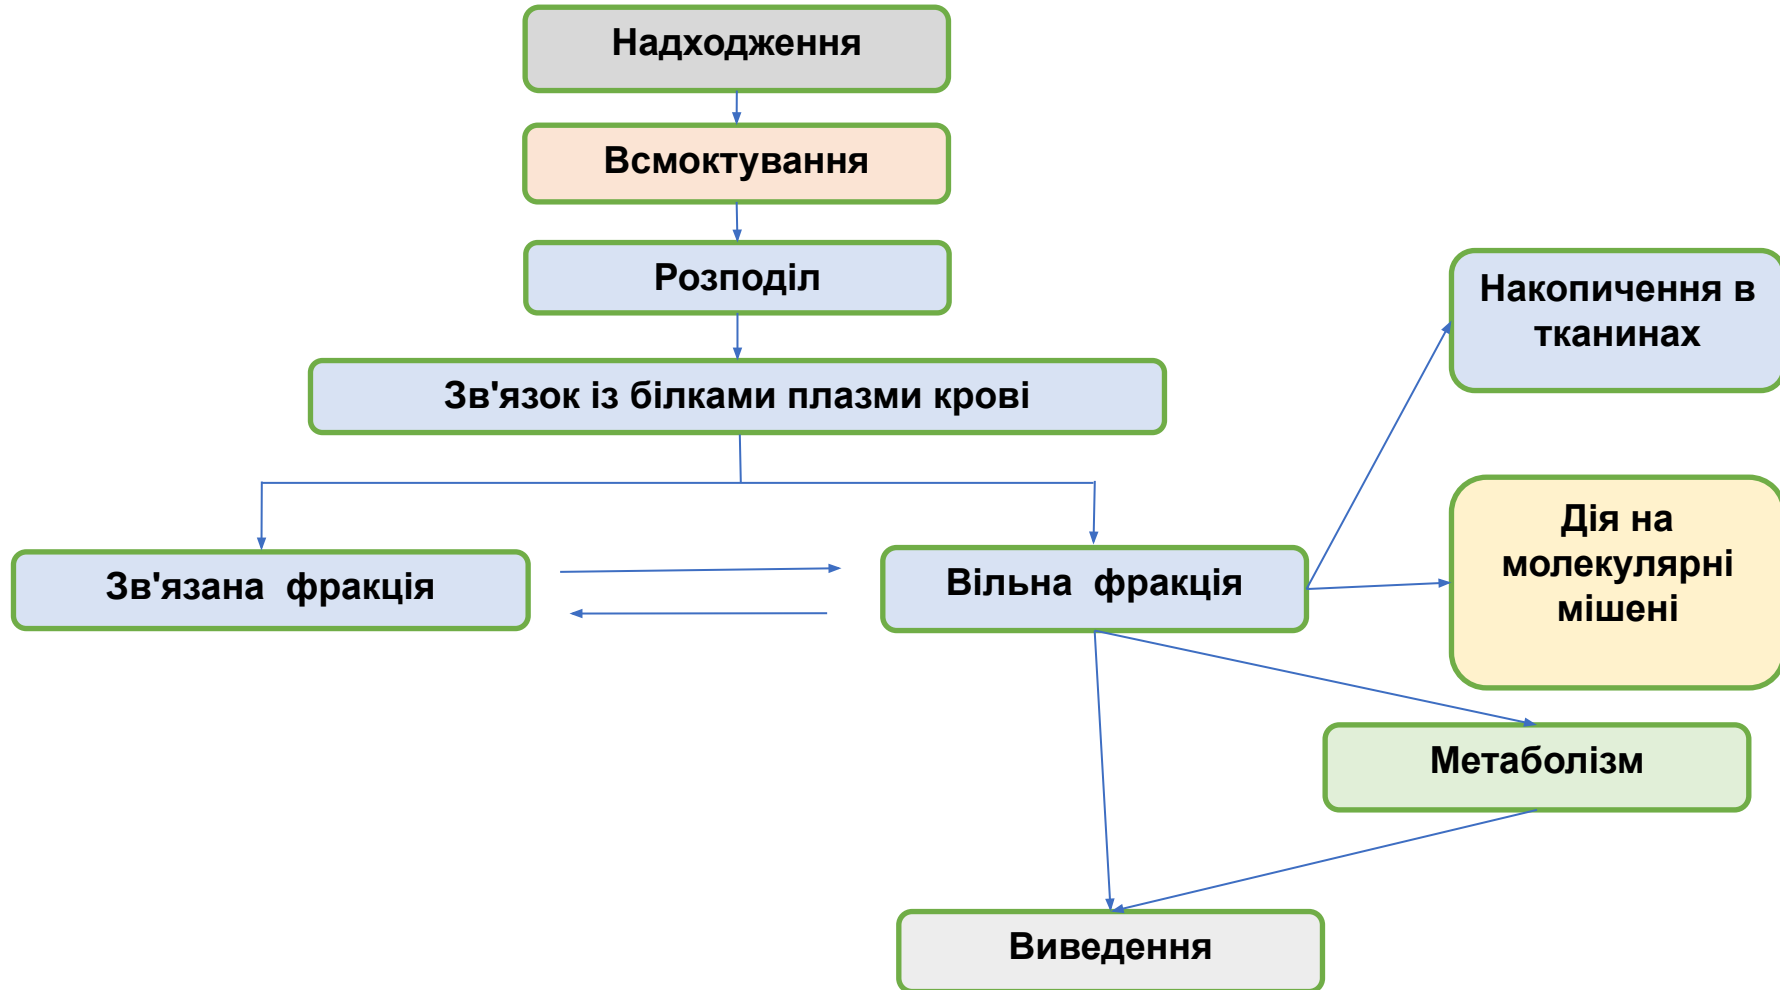 Надходження
Всмоктування
Розподіл
Зв'язок із білками плазми крові
Зв'язана фракція
Вільна фракція
Накопичення в
тканинах
Дія на
молекулярні
мішені
Метаболізм
Виведення